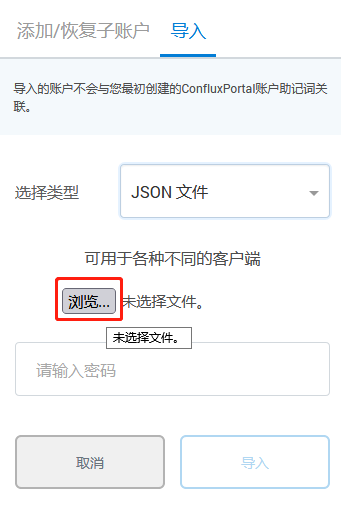 添加/恢复子账户 导入
导入的账户不会与您最初创建的ConfluxPortal账户助记词关
联。
选择类型 JSON 文件
可用于各种不同的客户端
浏览... 未选择文件。
未选择文件。
请输入密码
取消 导入